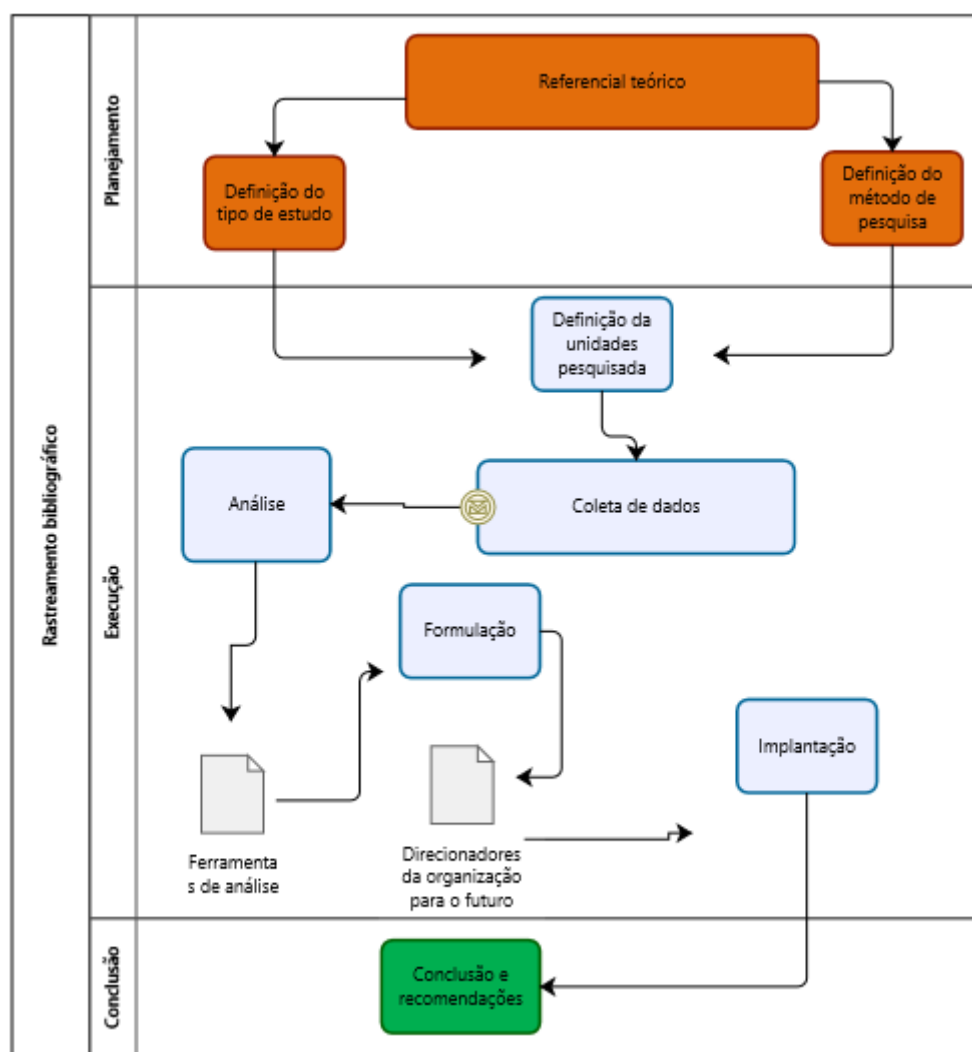 Rastreamento bibliográfico
Planejamento
Referencial teórico
Definição do
tipo de estudo
Definição do
método de
pesquisa
Execução
Definição da
unidades
pesquisada
Coleta de dados
Análise
Formulação
Ferramenta
s de análise
Direcionadores
da organização
para o futuro
Implantação
Conclusão
Conclusão e
recomendações